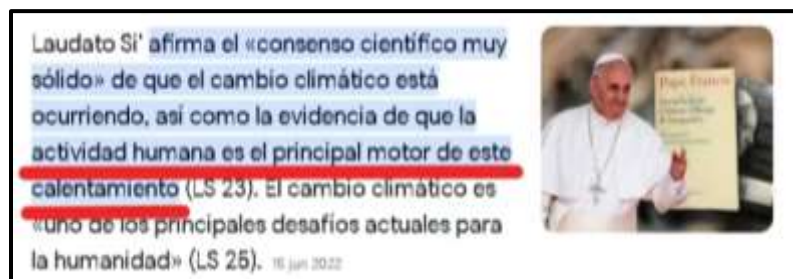 Laudato Si' afirma el «consenso científico muy
sólido» de que el cambio climático está
ocurriendo, así como la evidencia de que la
actividad humana es el principal motor de este
calentamiento (LS 23). El cambio climático es
«uno de los principales desafíos actuales para
la humanidad» (LS 25). 16 jun 2022